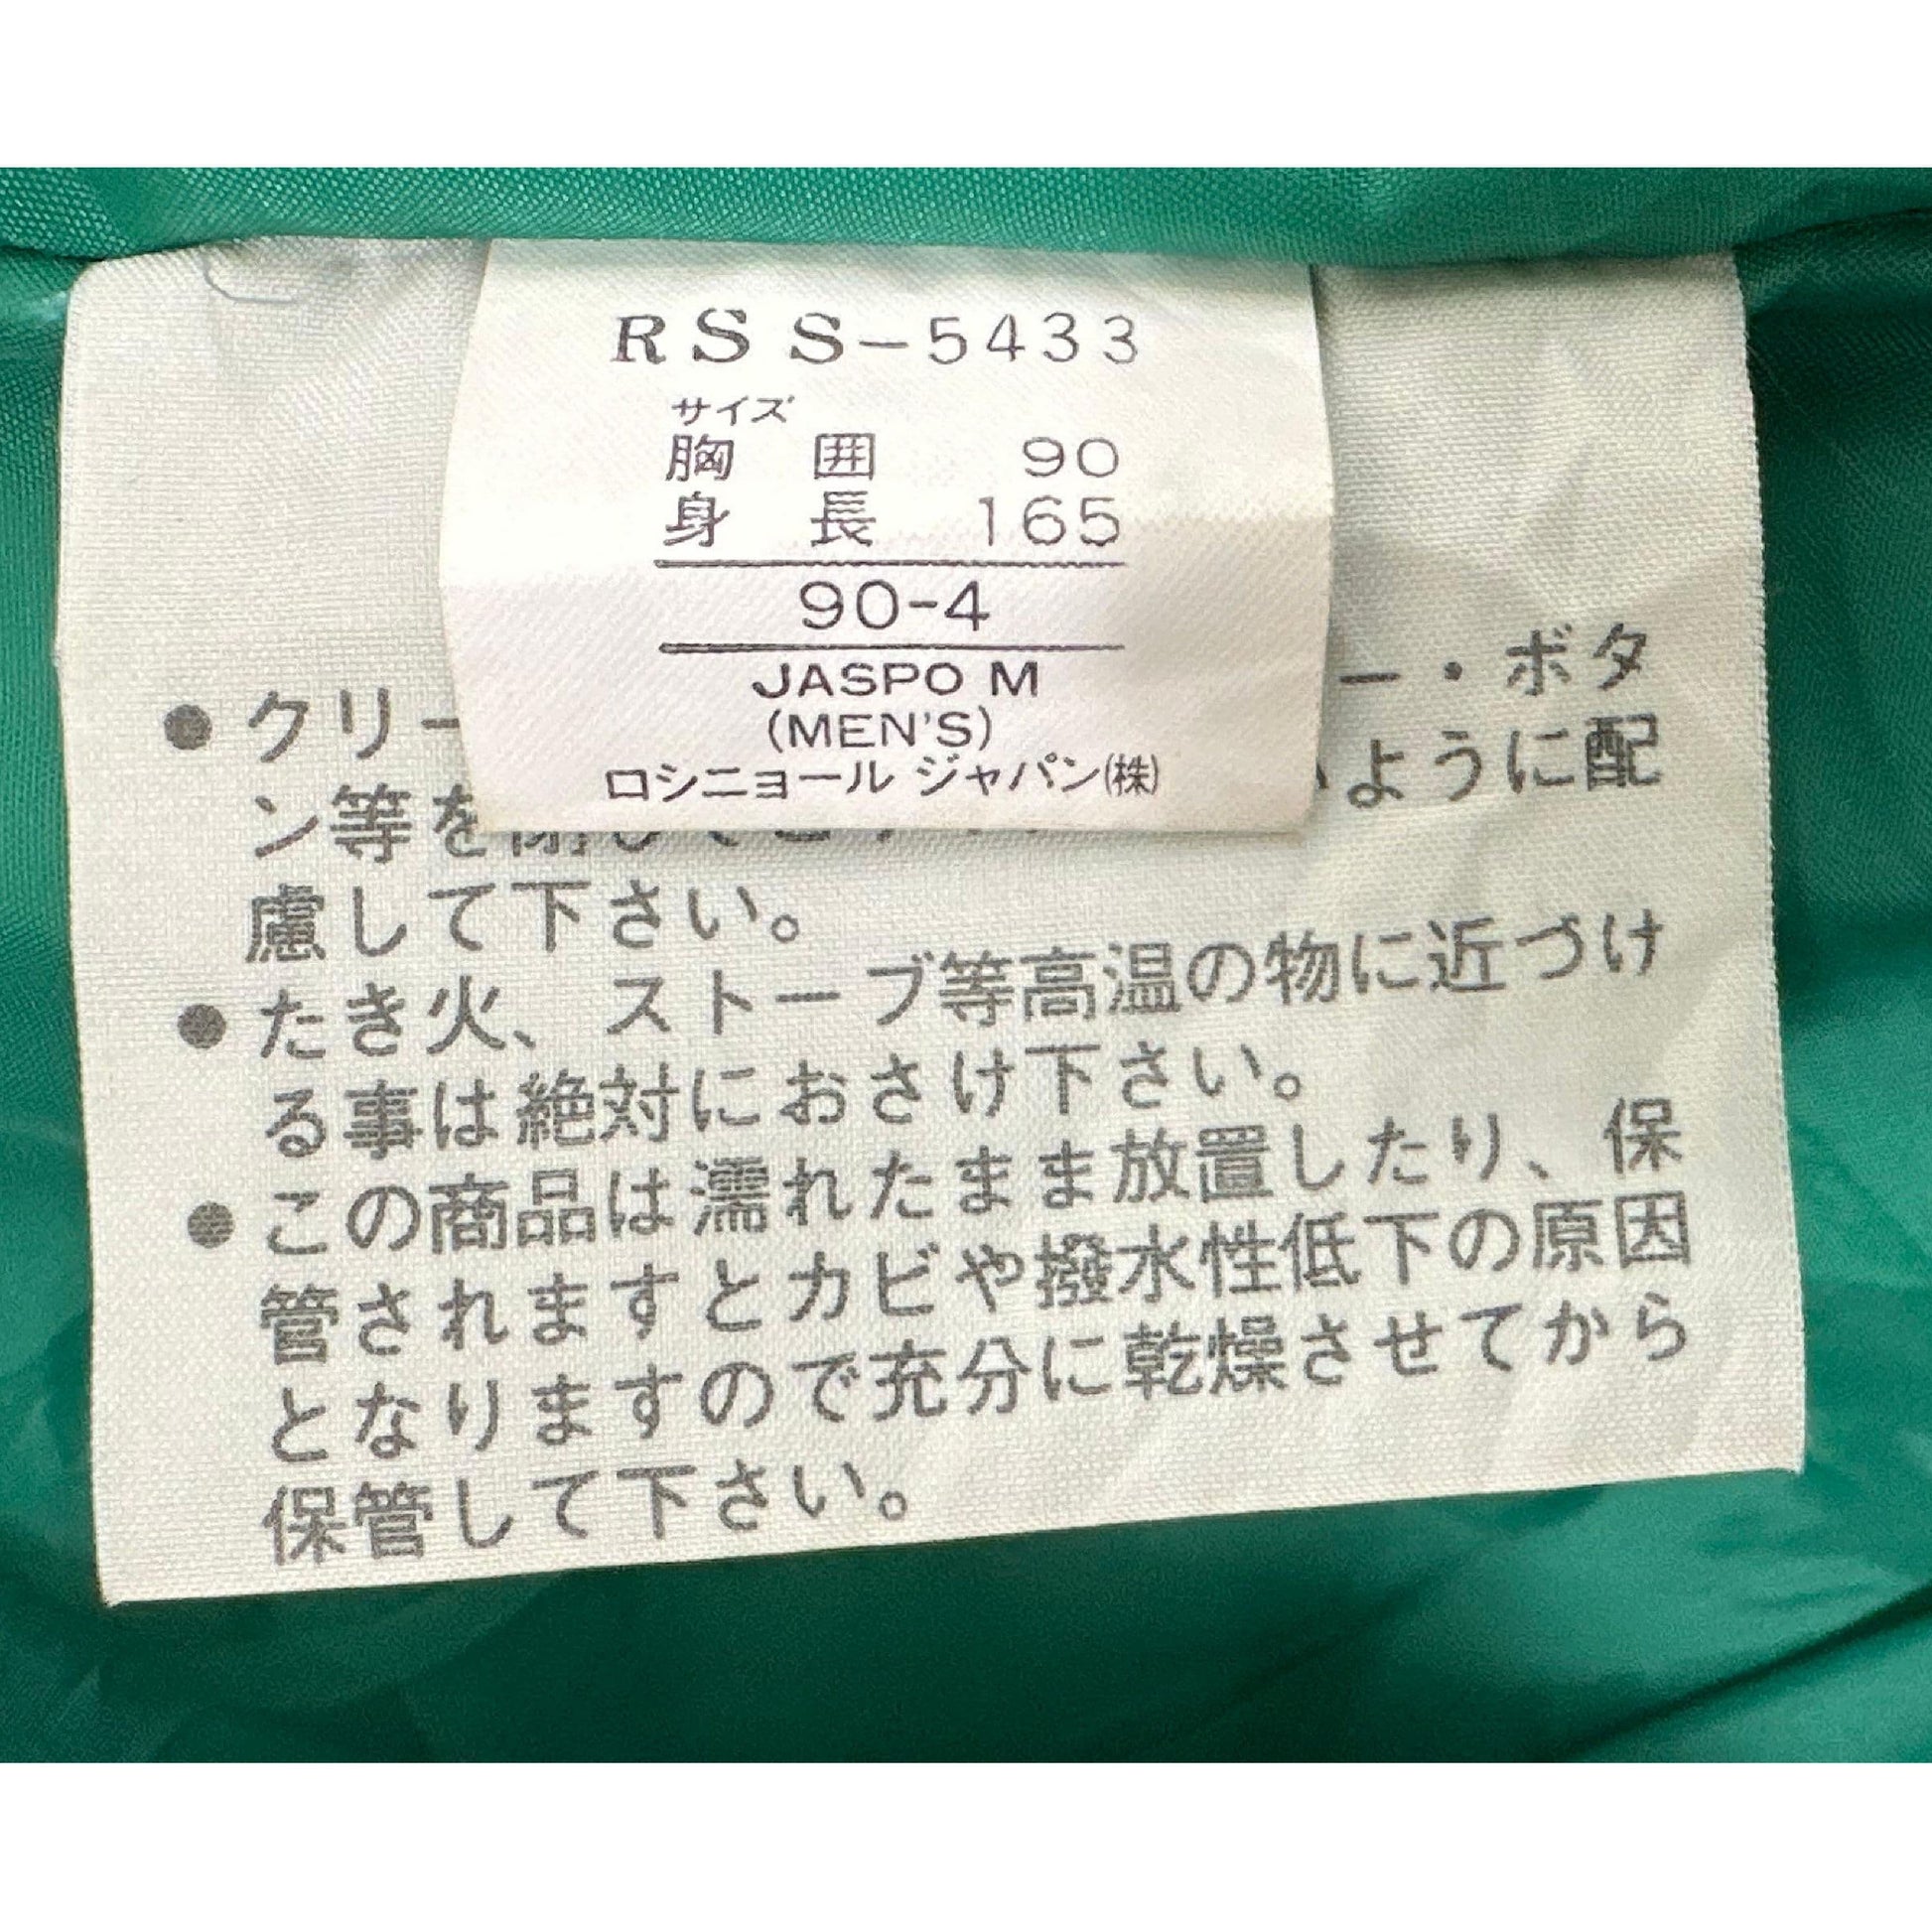 RSS-5433
サイズ
胸 囲 90
身 長 165
90-4
JASPO M
(MEN'S)
ロシニョール ジャパン(株)
●クリー ー・ボタ
ン等を ように配
慮して下さい。
●たき火、ストーブ等高温の物に近づけ
る事は絶対におさけ下さい。
●この商品は濡れたまま放置したり、保
管されますとカビや撥水性低下の原因
となりますので充分に乾燥させてから
保管して下さい。